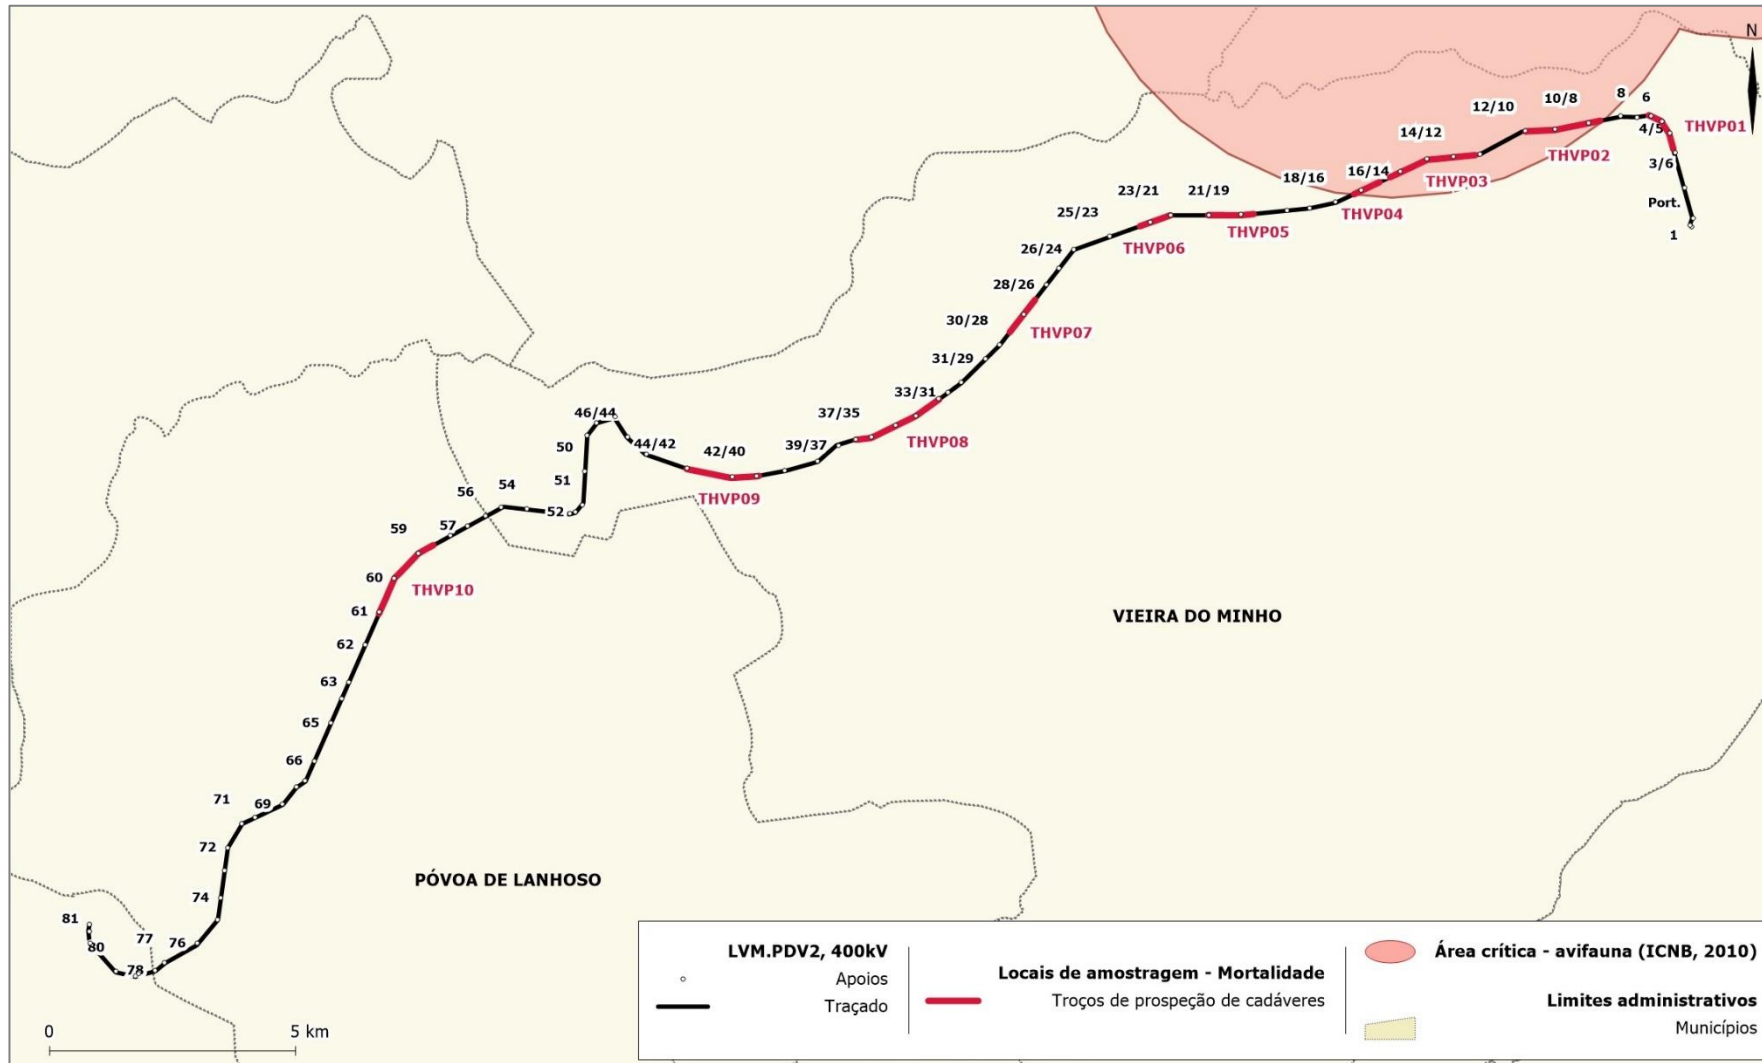 N
8
6
10/8
12/10
THVP01
4/5
14/12
THVP02
3/6
16/14
THVP03
18/16
Port.
23/21
21/19
THVP04
25/23
THVP05
1
THVP06
26/24
28/26
30/28
THVP07
31/29
33/31
46/44
37/35
THVP08
44/42
39/37
42/40
50
51
THVP09
56
54
52
59
57
60
THVP10
61
VIEIRA DO MINHO
62
63
65
66
71
69
72
PÓVOA DE LANHOSO
74
81
77
76
80
78
LVM.PDV2, 400kV
Apoios
Traçado
Locais de amostragem - Mortalidade
Troços de prospeção de cadáveres
Área crítica - avifauna (ICNB, 2010)
Limites administrativos
Municípios
0
5 km